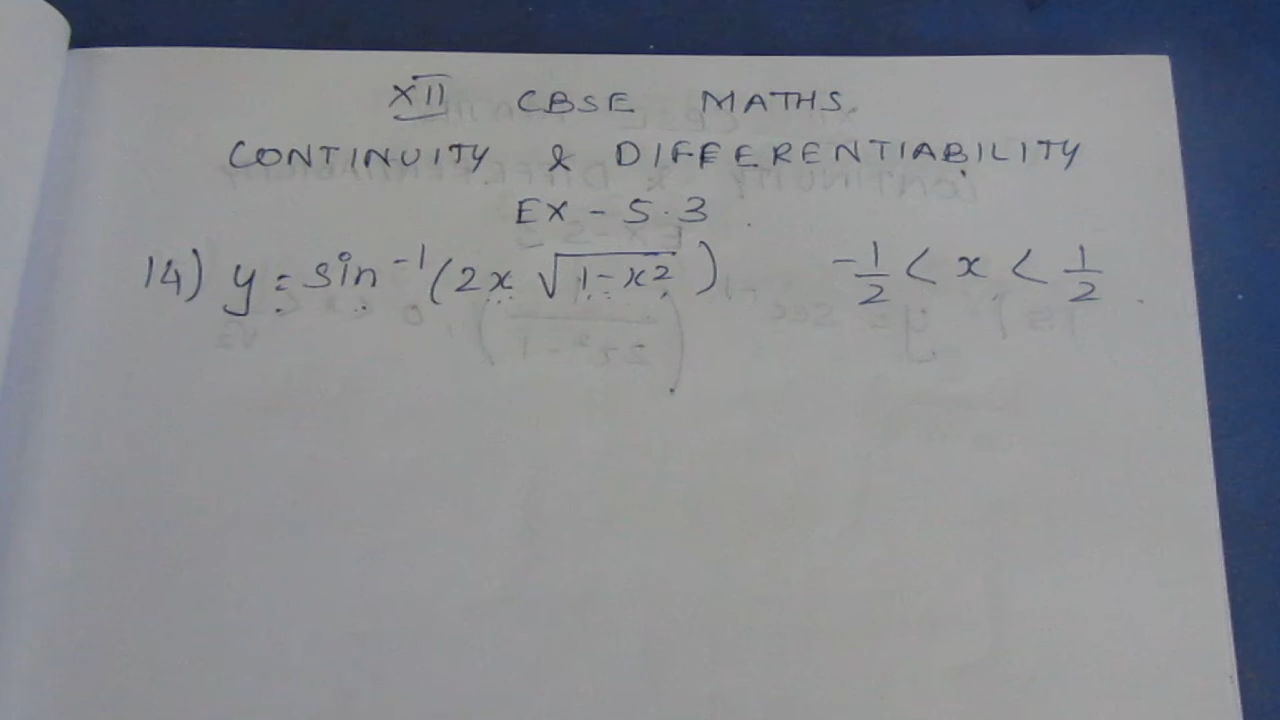 XII CBSE MATHS
CONTINUITY & DIFFERENTIABILITY
EX - 5.3
14) y = sin⁻¹(2x √(1-x²)) -1/2 < x < 1/2